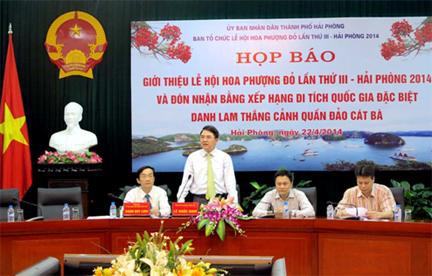 ỦY BAN NHÂN DÂN THÀNH PHỐ HẢI PHÒNG
BAN TỔ CHỨC LỄ HỘI HOA PHƯỢNG ĐỎ LẦN THỨ III - HẢI PHÒNG 2014
HỌP BÁO
GIỚI THIỆU LỄ HỘI HOA PHƯỢNG ĐỎ LẦN THỨ III - HẢI PHÒNG 2014
VÀ ĐÓN NHẬN BẰNG XẾP HẠNG DI TÍCH QUỐC GIA ĐẶC BIỆT
DANH LAM THẮNG CẢNH QUẦN ĐẢO CÁT BÀ
Hải Phòng, ngày 22/4/2014
LÊ KHẮC NAM